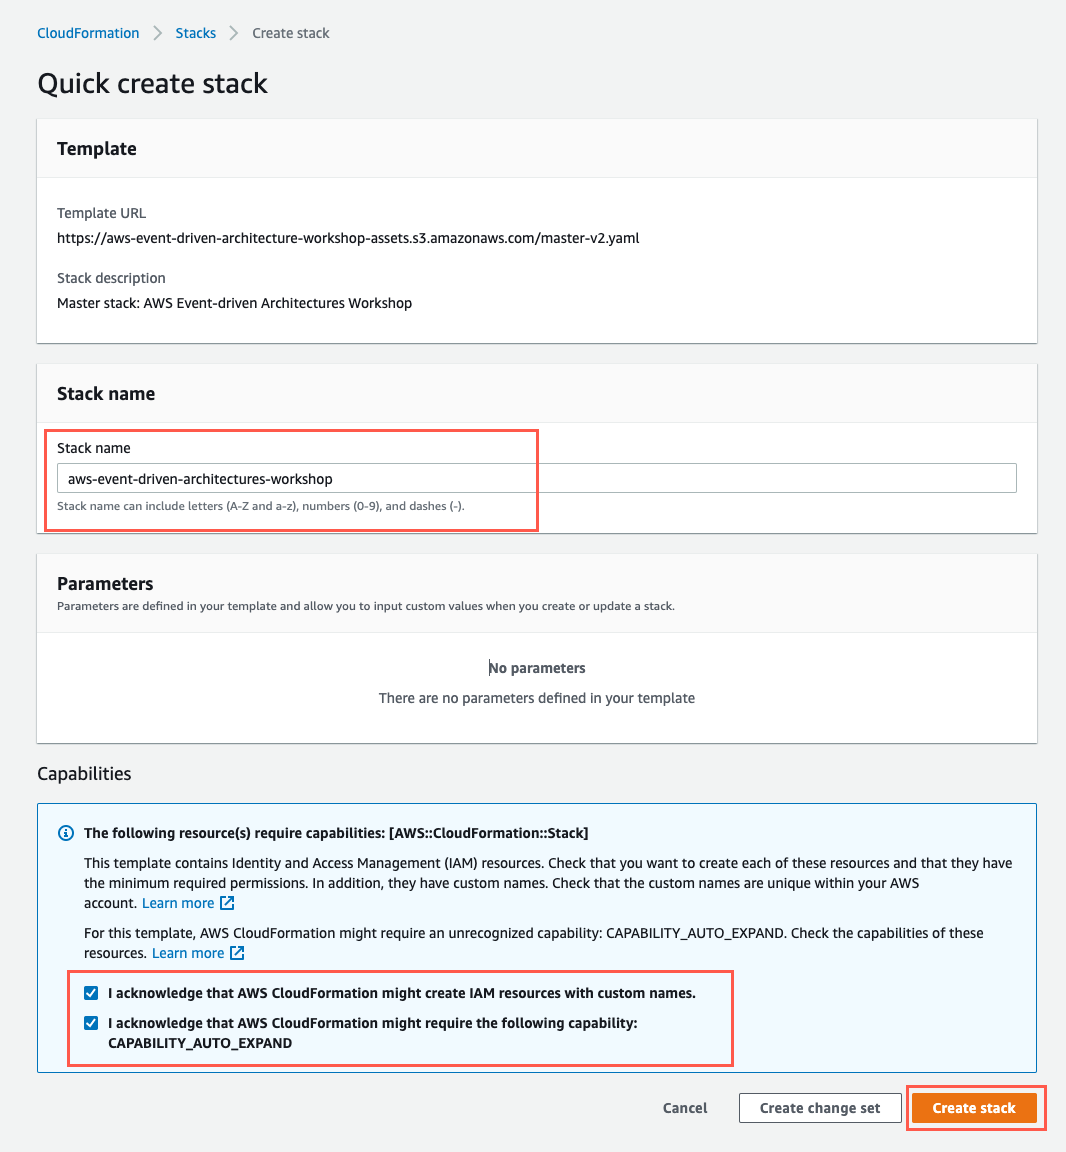 CloudFormation > Stacks > Create stack
Quick create stack
Template
Template URL
https://aws-event-driven-architecture-workshop-assets.s3.amazonaws.com/master-v2.yaml
Stack description
Master stack: AWS Event-driven Architectures Workshop
Stack name
Stack name
aws-event-driven-architectures-workshop
Stack name can include letters (A-Z and a-z), numbers (0-9), and dashes (-).
Parameters
Parameters are defined in your template and allow you to input custom values when you create or update a stack.
No parameters
There are no parameters defined in your template
Capabilities
The following resource(s) require capabilities: [AWS::CloudFormation::Stack]
This template contains Identity and Access Management (IAM) resources. Check that you want to create each of these resources and that they have
the minimum required permissions. In addition, they have custom names. Check that the custom names are unique within your AWS
account. Learn more
For this template, AWS CloudFormation might require an unrecognized capability: CAPABILITY_AUTO_EXPAND. Check the capabilities of these
resources. Learn more
I acknowledge that AWS CloudFormation might create IAM resources with custom names.
I acknowledge that AWS CloudFormation might require the following capability:
CAPABILITY_AUTO_EXPAND
Cancel Create change set Create stack